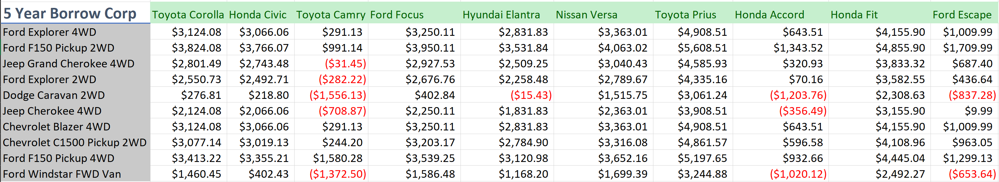 5 Year Borrow Corp Toyota Corolla Honda Civic Toyota Camry Ford Focus Hyundai Elantra Nissan Versa Toyota Prius Honda Accord Honda Fit Ford Escape
Ford Explorer 4WD $3,124.08 $3,066.06 $291.13 $3,250.11 $2,831.83 $3,363.01 $4,908.51 $643.51 $4,155.90 $1,009.99
Ford F150 Pickup 2WD $3,824.08 $3,766.07 $991.14 $3,950.11 $3,531.84 $4,063.02 $5,608.51 $1,343.52 $4,855.90 $1,709.99
Jeep Grand Cherokee 4WD $2,801.49 $2,743.48 ($31.45) $2,927.53 $2,509.25 $3,040.43 $4,585.93 $320.93 $3,833.32 $687.40
Ford Explorer 2WD $2,550.73 $2,492.71 ($282.22) $2,676.76 $2,258.48 $2,789.67 $4,335.16 $70.16 $3,582.55 $436.64
Dodge Caravan 2WD $276.81 $218.80 ($1,556.13) $402.84 ($15.43) $1,515.75 $3,061.24 ($1,203.76) $2,308.63 ($837.28)
Jeep Cherokee 4WD $2,124.08 $2,066.06 ($708.87) $2,250.11 $1,831.83 $2,363.01 $3,908.51 ($356.49) $3,155.90 $9.99
Chevrolet Blazer 4WD $3,124.08 $3,066.06 $291.13 $3,250.11 $2,831.83 $3,363.01 $4,908.51 $643.51 $4,155.90 $1,009.99
Chevrolet C1500 Pickup 2WD $3,077.14 $3,019.13 $244.20 $3,203.17 $2,784.90 $3,316.08 $4,861.57 $596.58 $4,108.96 $963.05
Ford F150 Pickup 4WD $3,413.22 $3,355.21 $1,580.28 $3,539.25 $3,120.98 $3,652.16 $5,197.65 $932.66 $4,445.04 $1,299.13
Ford Windstar FWD Van $1,460.45 $402.43 ($1,372.50) $1,586.48 $1,168.20 $1,699.39 $3,244.88 ($1,020.12) $2,492.27 ($653.64)